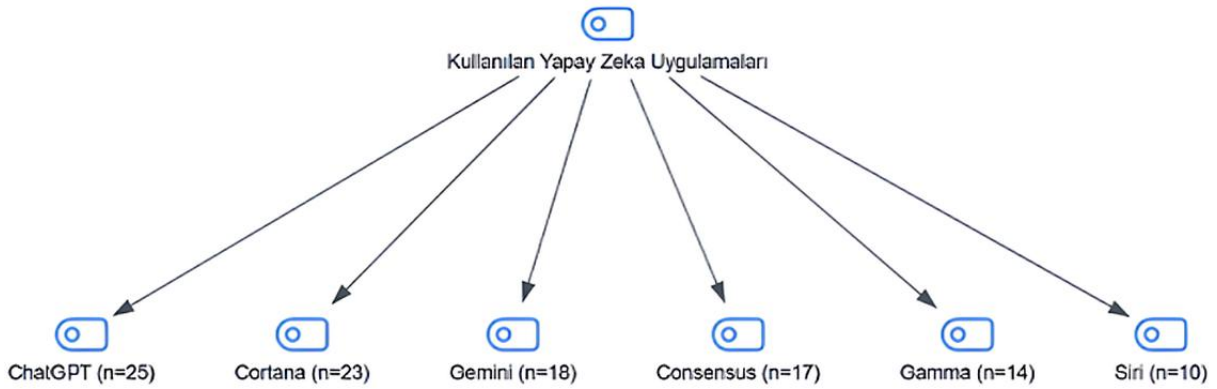 Kullanılan Yapay Zeka Uygulamaları
ChatGPT (n=25) Cortana (n=23) Gemini (n=18) Consensus (n=17) Gamma (n=14) Siri (n=10)